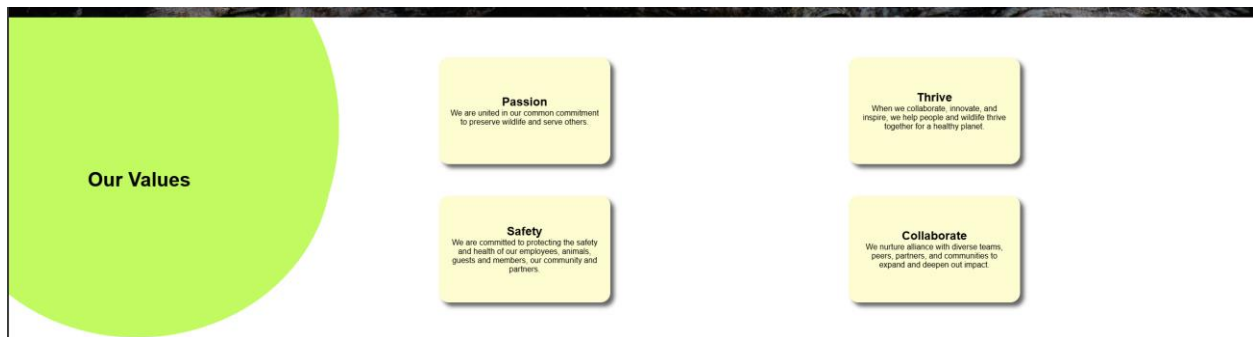 Our Values
Passion
We are united in our common commitment
to preserve wildlife and serve others.
Thrive
When we collaborate, innovate, and
inspire, we help people and wildlife thrive
together for a healthy planet.
Safety
We are committed to protecting the safety
and health of our employees, animals,
guests and members, our community and
partners.
Collaborate
We nurture alliance with diverse teams,
peers, partners, and communities to
expand and deepen out impact.